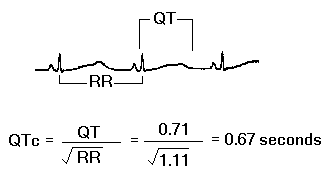 QT
RR
QTc = QT / √RR = 0.71 / √1.11 = 0.67 seconds